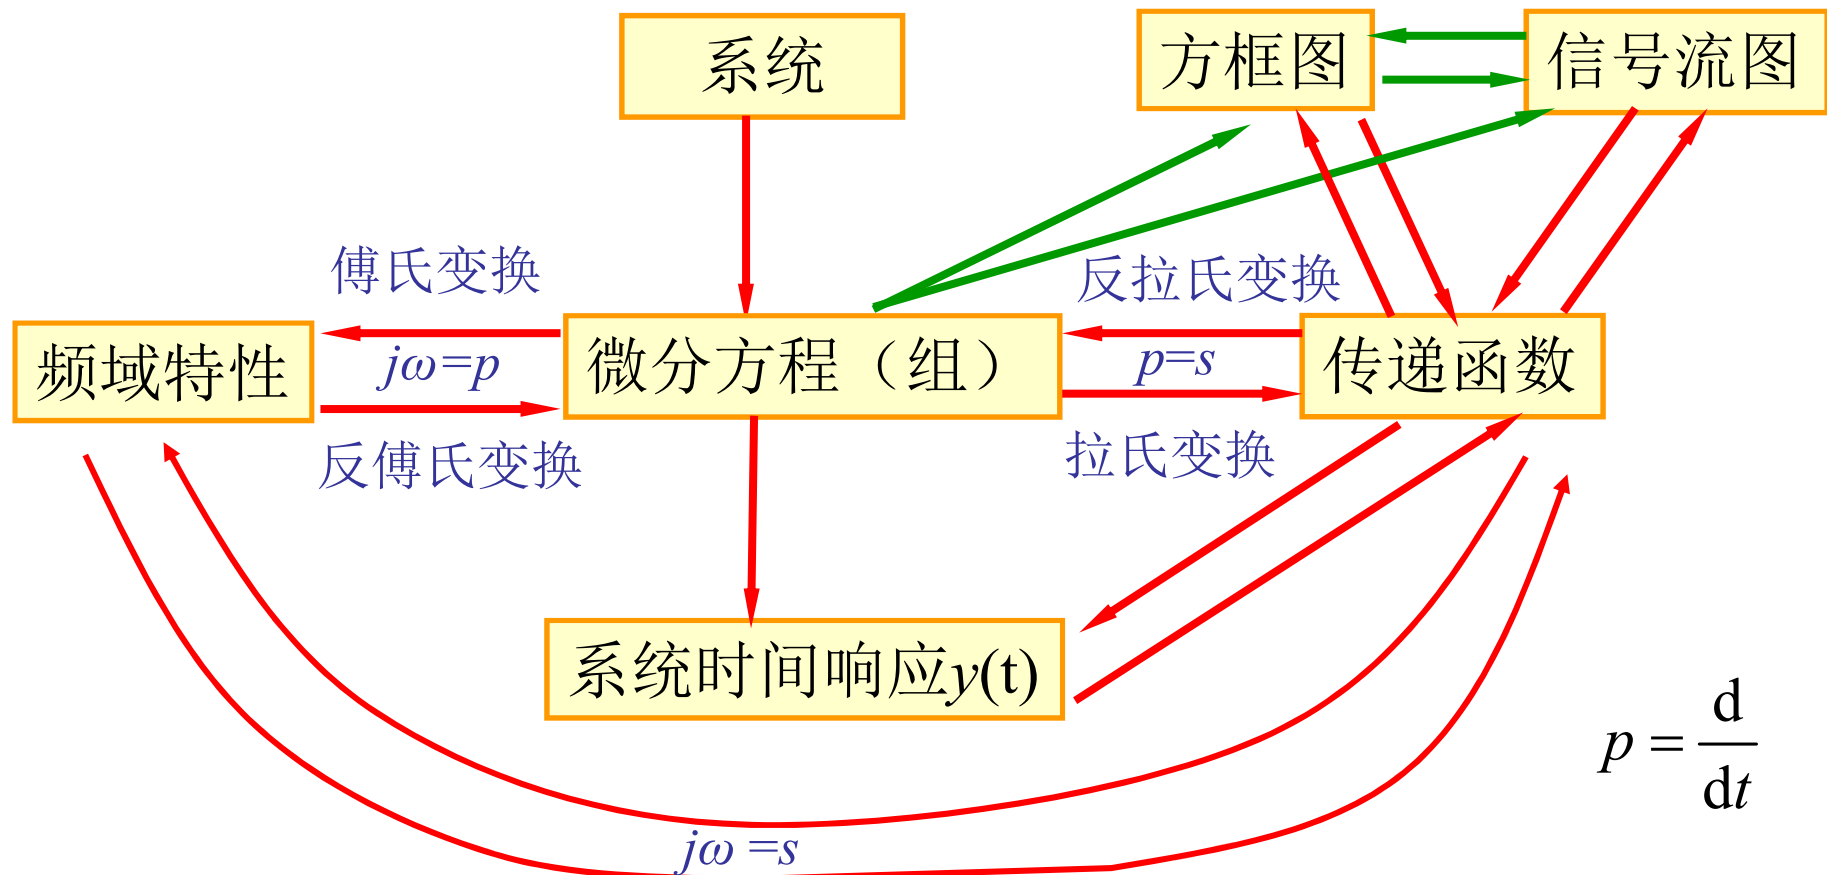 系统
方框图
信号流图
傅氏变换
反拉氏变换
频域特性
jω=p
微分方程（组）
p=s
传递函数
反傅氏变换
拉氏变换
系统时间响应y(t)
p = d/dt
jω =s